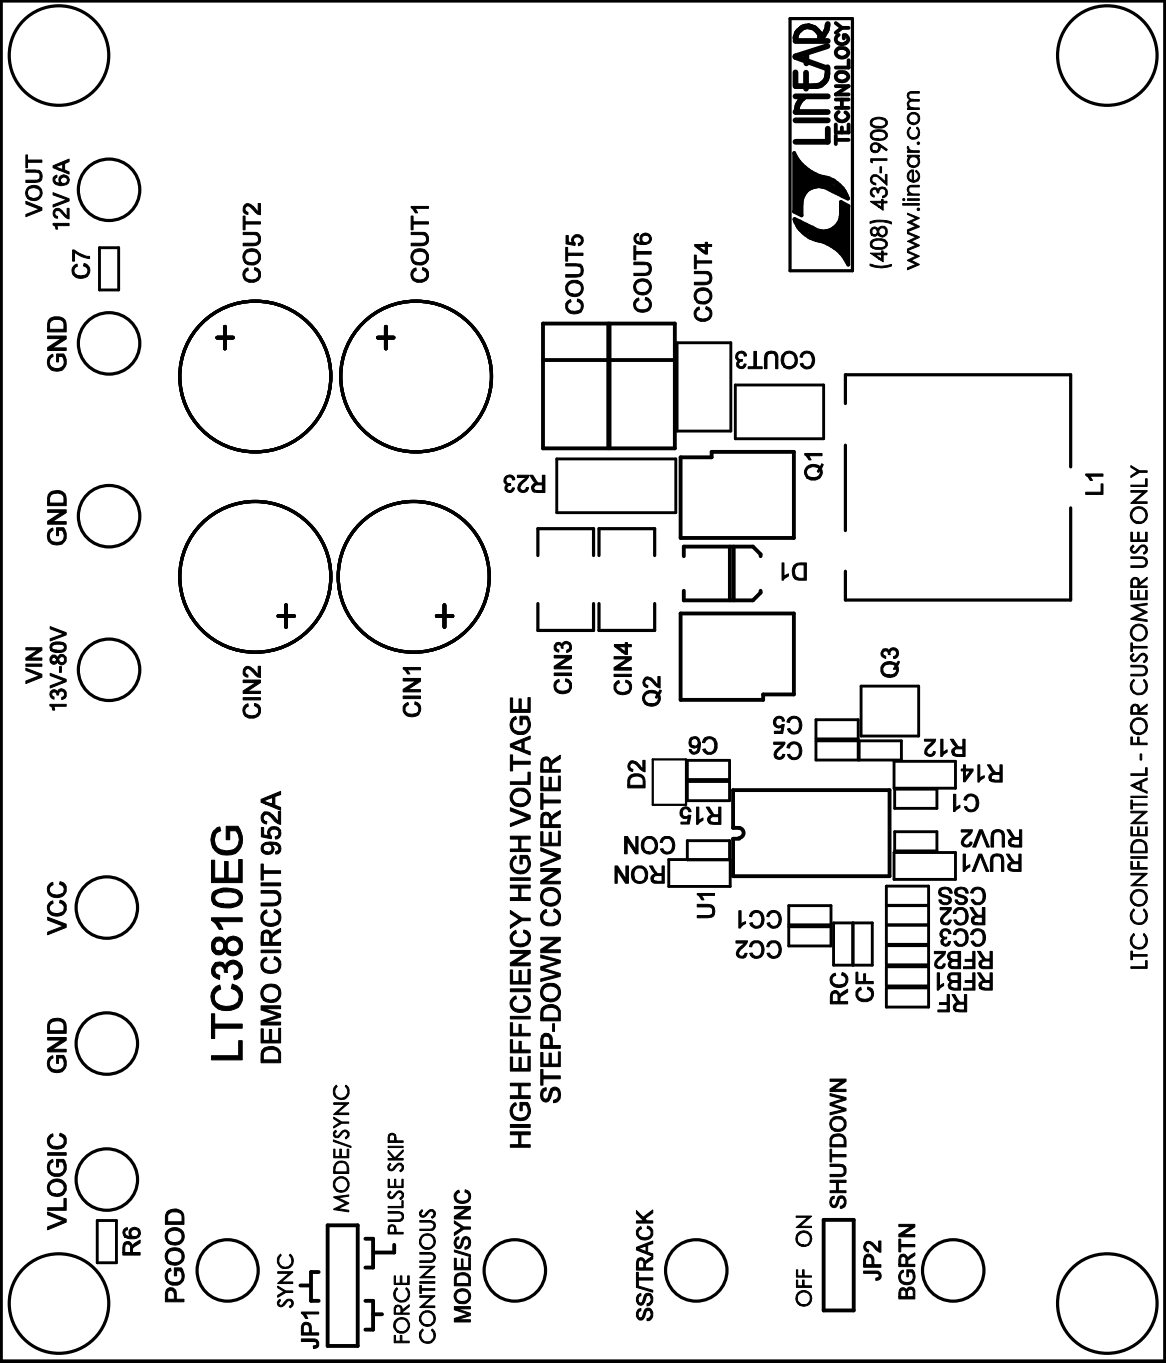 VOUT
12V 6A
C7
GND
GND
VIN
13V-80V
VCC
GND
VLOGIC
R6
PGOOD
COUT2
COUT1
CIN2
CIN1
LTC3810EG
DEMO CIRCUIT 952A
SYNC
JP1
MODE/SYNC
PULSE SKIP
FORCE
CONTINUOUS
MODE/SYNC
HIGH EFFICIENCY HIGH VOLTAGE
STEP-DOWN CONVERTER
COUT5
COUT6
COUT4
COUT3
R23
Q1
D1
CIN3
CIN4
Q2
Q3
L1
C5
C2
R12
R14
C1
RUV2
RUV1
D2
C6
R15
CON
RON
U1
CC1
CC2
RC
CF
CSS
RC2
CC3
RFB2
RFB1
RF
SS/TRACK
OFF ON
SHUTDOWN
JP2
BGRTN
LINEAR
TECHNOLOGY
(408) 432-1900
www.linear.com
LTC CONFIDENTIAL - FOR CUSTOMER USE ONLY